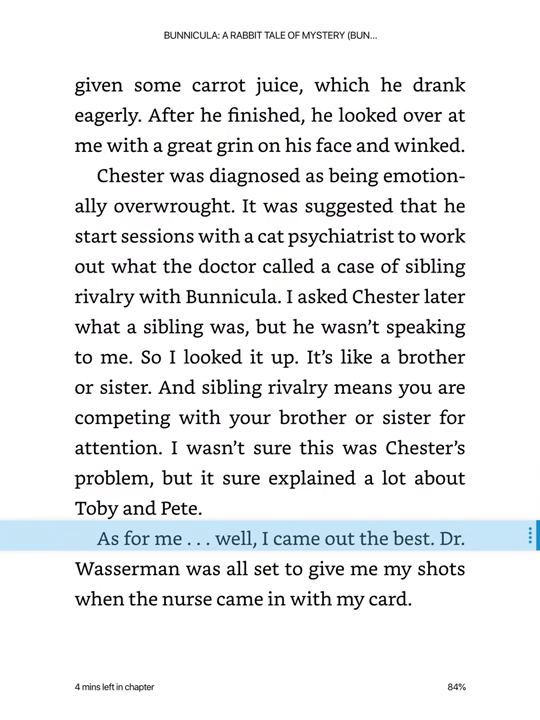 BUNNICULA: A RABBIT TALE OF MYSTERY (BUN...
given some carrot juice, which he drank
eagerly. After he finished, he looked over at
me with a great grin on his face and winked.
Chester was diagnosed as being emotion-
ally overwrought. It was suggested that he
start sessions with a cat psychiatrist to work
out what the doctor called a case of sibling
rivalry with Bunnicula. I asked Chester later
what a sibling was, but he wasn't speaking
to me. So I looked it up. It's like a brother
or sister. And sibling rivalry means you are
competing with your brother or sister for
attention. I wasn't sure this was Chester's
problem, but it sure explained a lot about
Toby and Pete.
As for me . . . well, I came out the best. Dr.
Wasserman was all set to give me my shots
when the nurse came in with my card.
4 mins left in chapter
84%